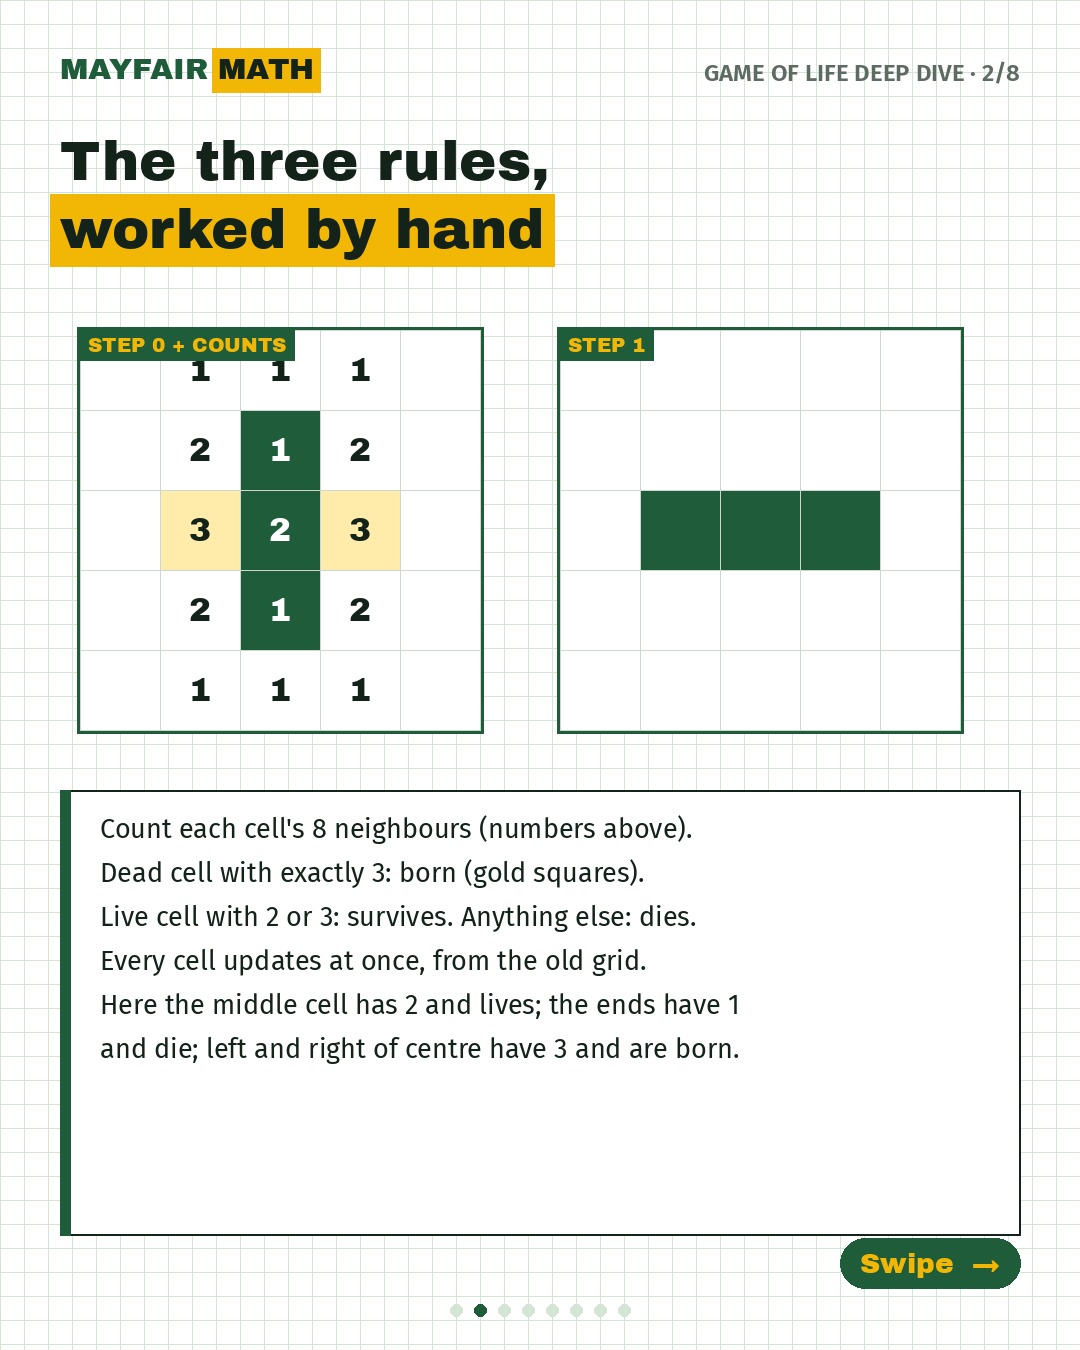 MAYFAIR MATH
GAME OF LIFE DEEP DIVE · 2/8
The three rules,
worked by hand
STEP 0 + COUNTS
1 1 1
2 1 2
3 2 3
2 1 2
1 1 1
STEP 1
Count each cell's 8 neighbours (numbers above).
Dead cell with exactly 3: born (gold squares).
Live cell with 2 or 3: survives. Anything else: dies.
Every cell updates at once, from the old grid.
Here the middle cell has 2 and lives; the ends have 1
and die; left and right of centre have 3 and are born.
Swipe →